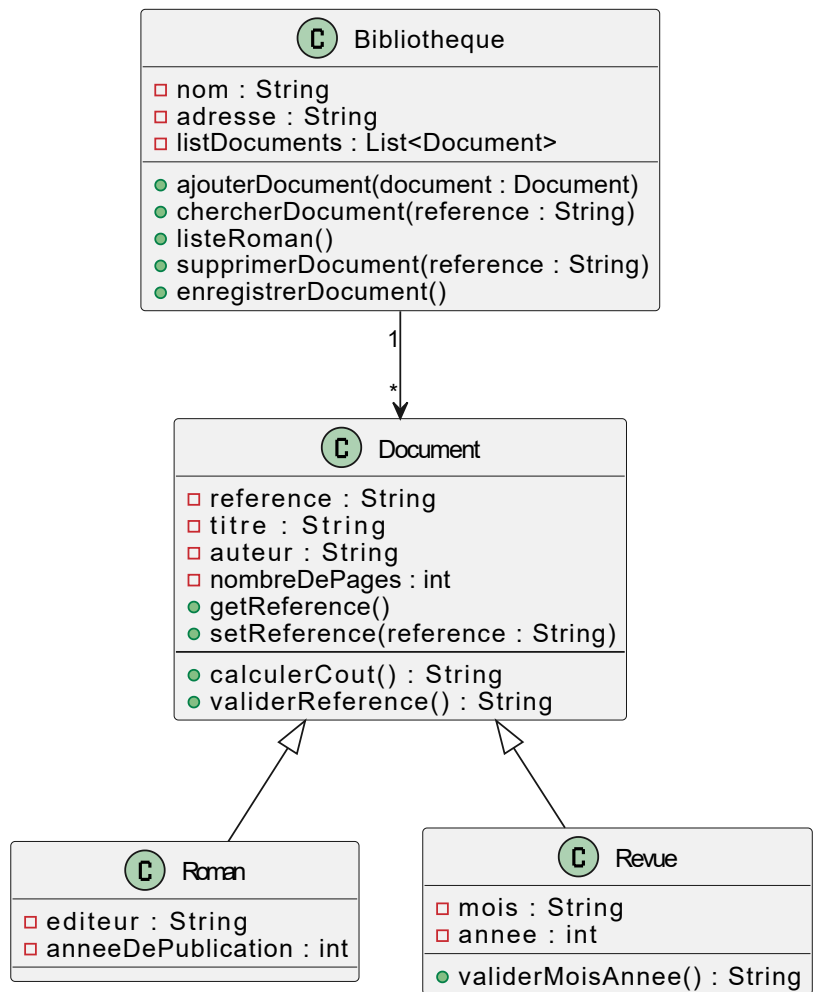 C Bibliotheque
nom : String
adresse : String
listDocuments : List<Document>
ajouterDocument(document : Document)
chercherDocument(reference : String)
listeRoman()
supprimerDocument(reference : String)
enregistrerDocument()
1
*
C Document
reference : String
titre : String
auteur : String
nombreDePages : int
getReference()
setReference(reference : String)
calculerCout() : String
validerReference() : String
C Roman
editeur : String
anneeDePublication : int
C Revue
mois : String
annee : int
validerMoisAnnee() : String